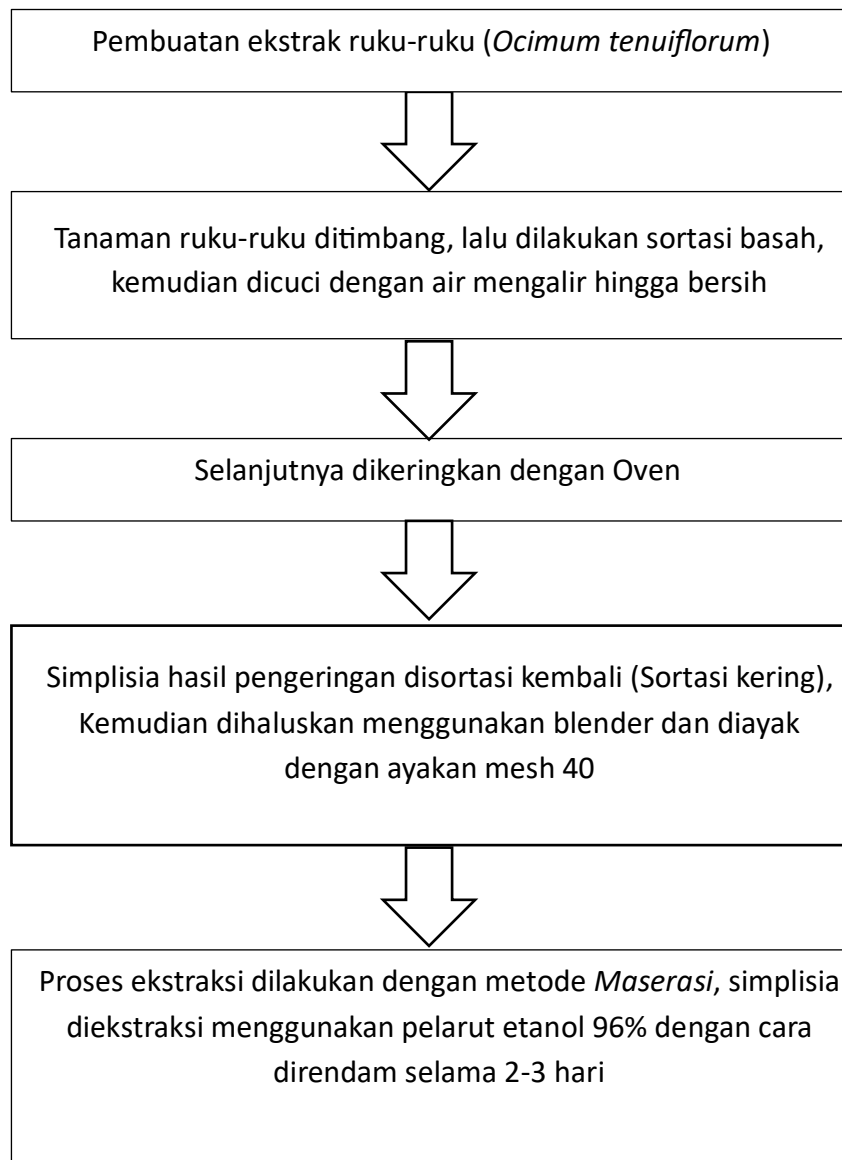 Pembuatan ekstrak ruku-ruku (Ocimum tenuiflorum)
Tanaman ruku-ruku ditimbang, lalu dilakukan sortasi basah,
kemudian dicuci dengan air mengalir hingga bersih
Selanjutnya dikeringkan dengan Oven
Simplisia hasil pengeringan disortasi kembali (Sortasi kering),
Kemudian dihaluskan menggunakan blender dan diayak
dengan ayakan mesh 40
Proses ekstraksi dilakukan dengan metode Maserasi, simplisia
diekstraksi menggunakan pelarut etanol 96% dengan cara
direndam selama 2-3 hari